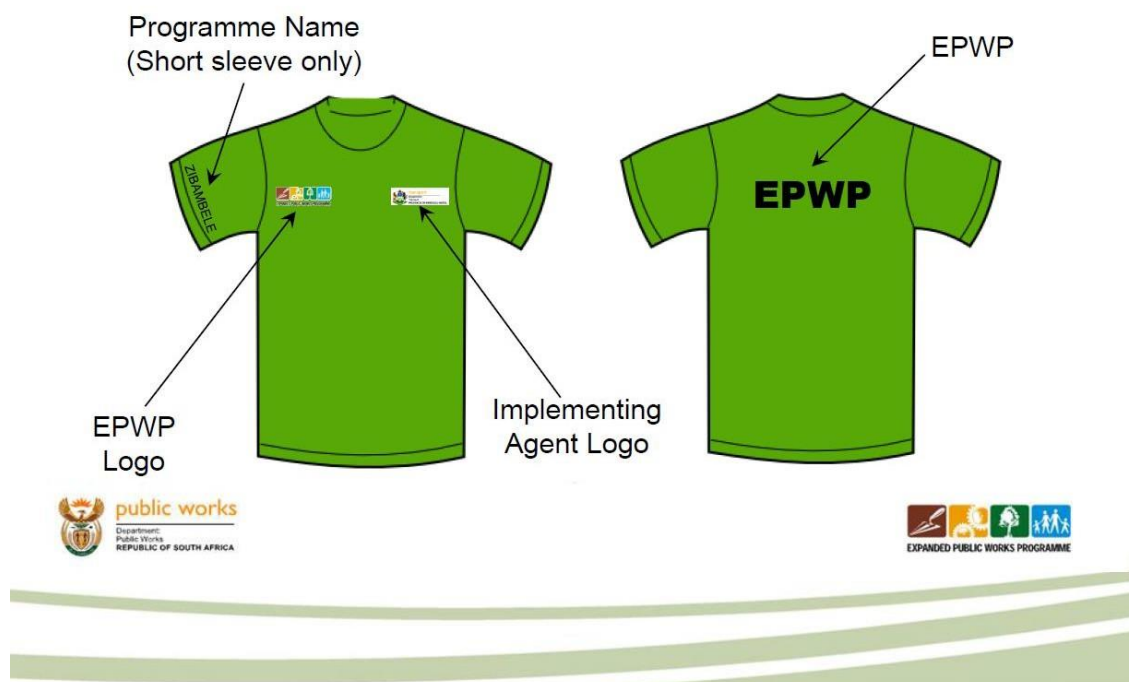 Programme Name
(Short sleeve only)
EPWP
ZIBAMBELE
EPWP
EPWP
Logo
Implementing
Agent Logo
public works
Department:
Public Works
REPUBLIC OF SOUTH AFRICA
EXPANDED PUBLIC WORKS PROGRAMME